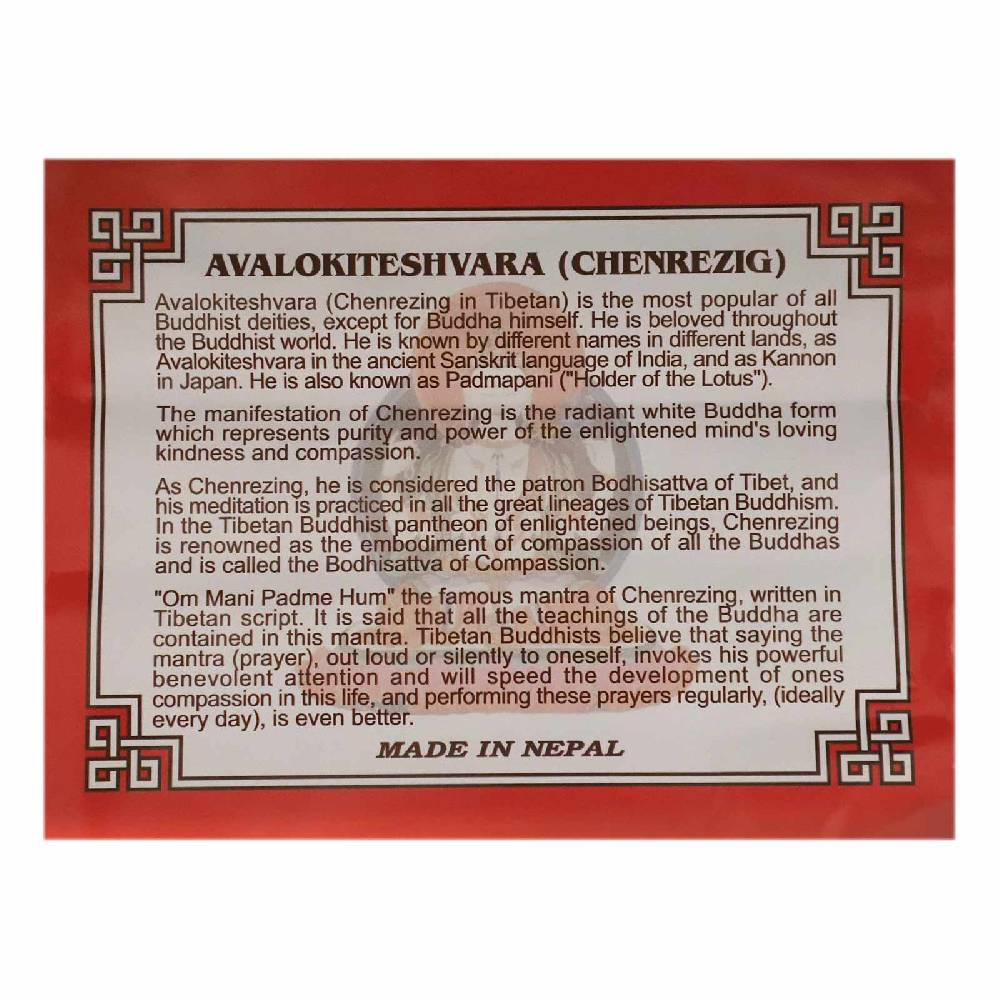 AVALOKITESHVARA (CHENREZIG)
Avalokiteshvara (Chenrezing in Tibetan) is the most popular of all
Buddhist deities, except for Buddha himself. He is beloved throughout
the Buddhist world. He is known by different names in different lands, as
Avalokiteshvara in the ancient Sanskrit language of India, and as Kannon
in Japan. He is also known as Padmapani ("Holder of the Lotus").
The manifestation of Chenrezing is the radiant white Buddha form
which represents purity and power of the enlightened mind's loving
kindness and compassion.
As Chenrezing, he is considered the patron Bodhisattva of Tibet, and
his meditation is practiced in all the great lineages of Tibetan Buddhism.
In the Tibetan Buddhist pantheon of enlightened beings, Chenrezing
is renowned as the embodiment of compassion of all the Buddhas
and is called the Bodhisattva of Compassion.
"Om Mani Padme Hum" the famous mantra of Chenrezing, written in
Tibetan script. It is said that all the teachings of the Buddha are
contained in this mantra. Tibetan Buddhists believe that saying the
mantra (prayer), out loud or silently to oneself, invokes his powerful
benevolent attention and will speed the development of ones
compassion in this life, and performing these prayers regularly, (ideally
every day), is even better.
MADE IN NEPAL